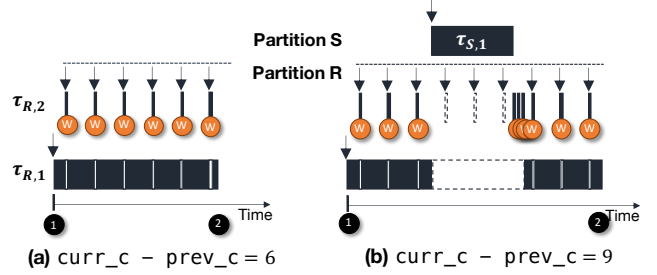 Partition S
τS,1
Partition R
τR,2
W W W W W W
W W W W W W W
τR,1
1 2 Time
1 2 Time
(a) curr_c − prev_c = 6
(b) curr_c − prev_c = 9